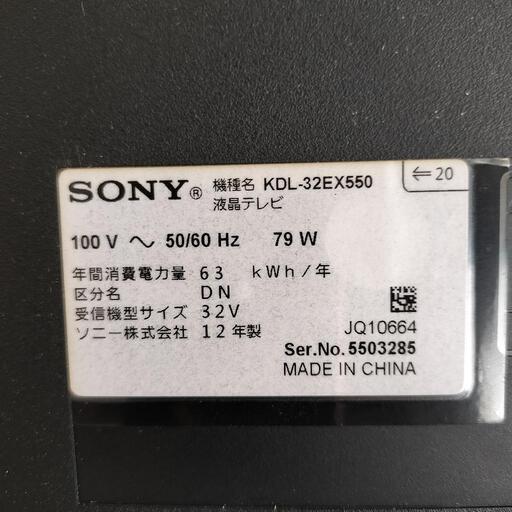 SONY® 機種名 KDL-32EX550
液晶テレビ
⇐20
100 V ～ 50/60 Hz 79 W
年間消費電力量 63 kWh/年
区分名 DN
受信機型サイズ 32V
ソニー株式会社 12年製
JQ10664
Ser.No. 5503285
MADE IN CHINA